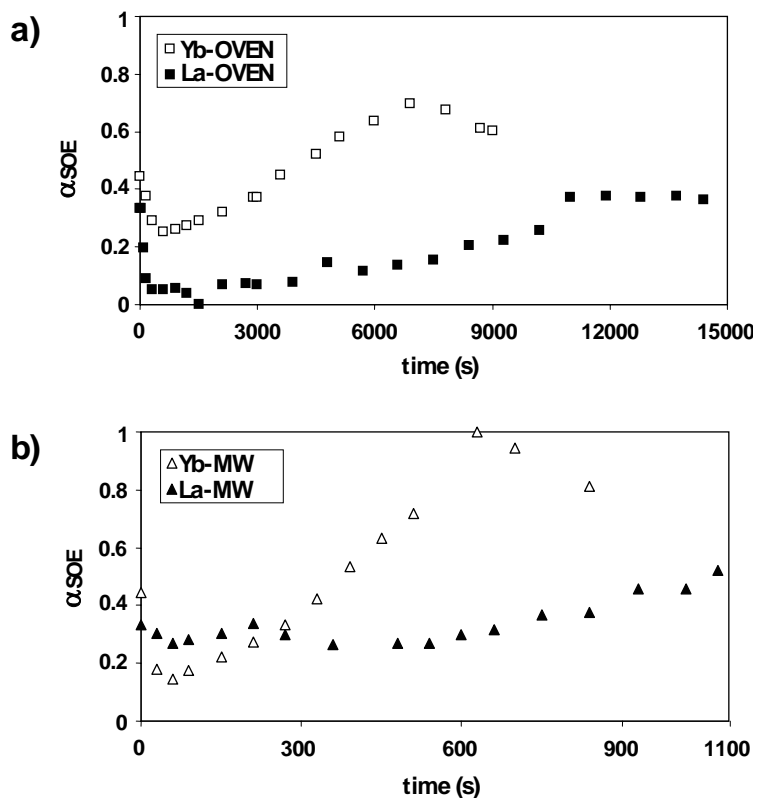 a)
1
0.8
0.6
0.4
0.2
0
αSOE
□ Yb-OVEN
■ La-OVEN
0 3000 6000 9000 12000 15000
time (s)
b)
1
0.8
0.6
0.4
0.2
0
αSOE
△ Yb-MW
▲ La-MW
0 300 600 900 1100
time (s)